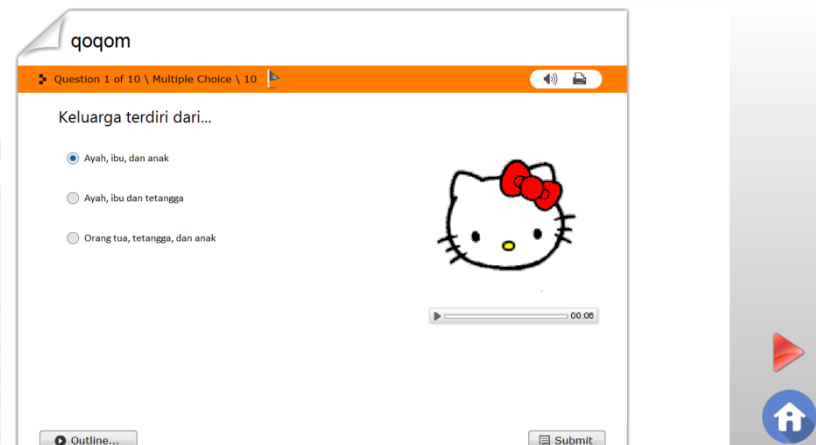 qoqom
Question 1 of 10 \ Multiple Choice \ 10
Keluarga terdiri dari...
Ayah, ibu, dan anak
Ayah, ibu dan tetangga
Orang tua, tetangga, dan anak
00:06
Outline...
Submit